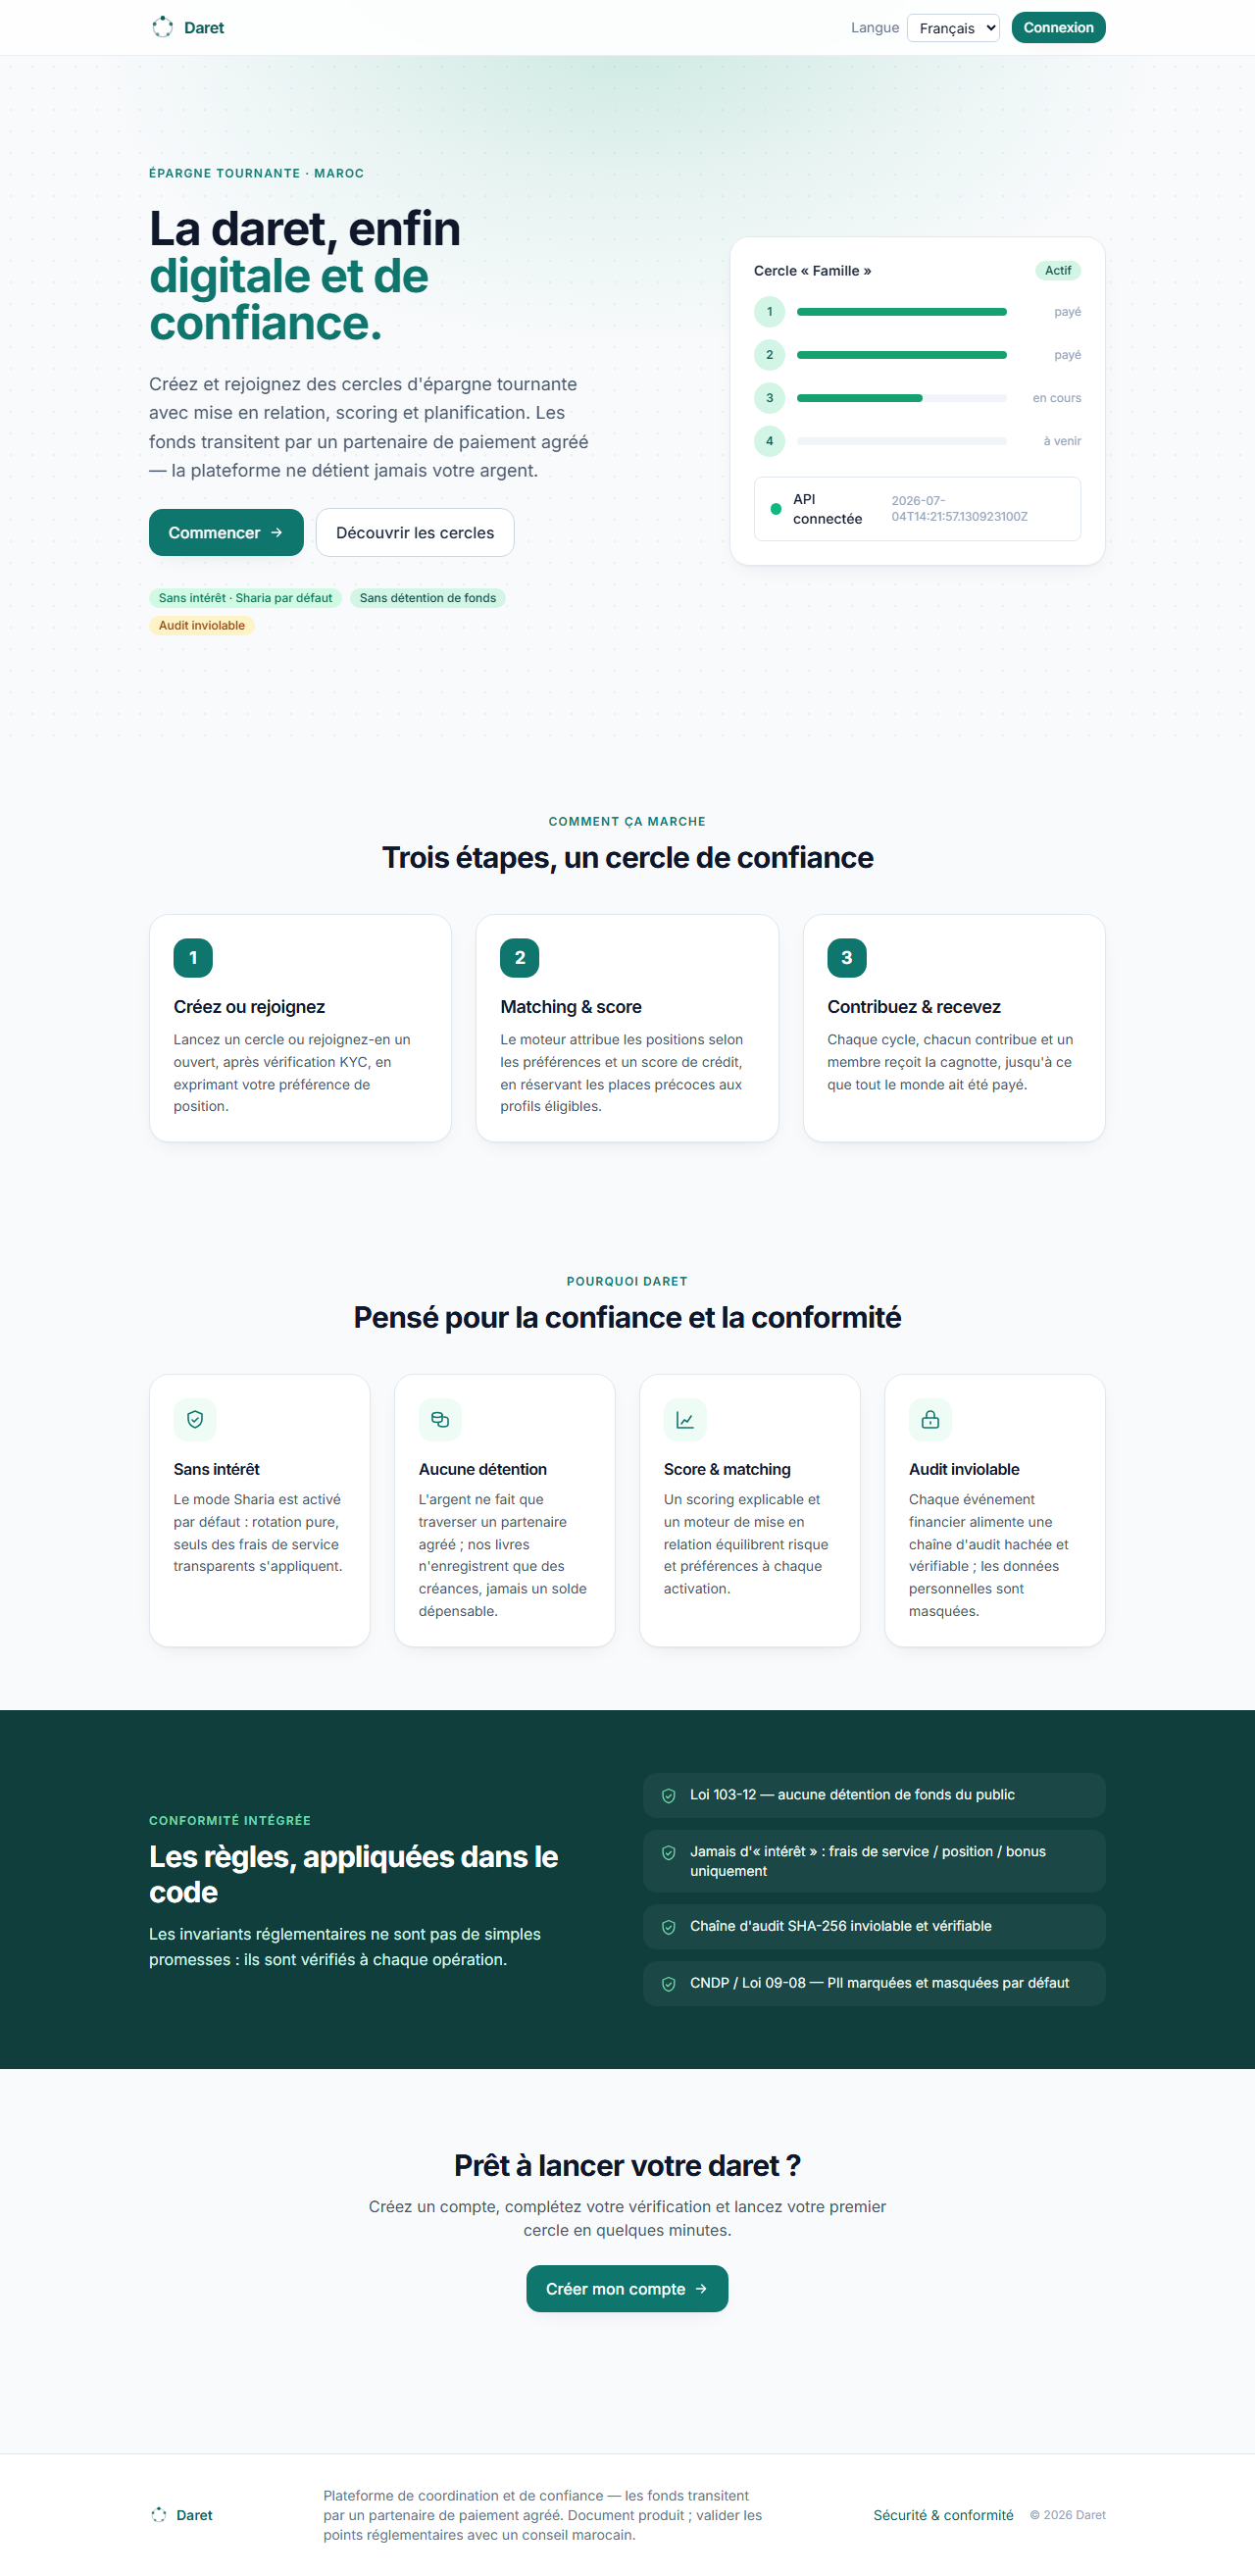 Daret
Langue
Français
Connexion
ÉPARGNE TOURNANTE · MAROC
La daret, enfin
digitale et de
confiance.
Créez et rejoignez des cercles d'épargne tournante
avec mise en relation, scoring et planification. Les
fonds transitent par un partenaire de paiement agréé
— la plateforme ne détient jamais votre argent.
Commencer →
Découvrir les cercles
Sans intérêt · Sharia par défaut
Sans détention de fonds
Audit inviolable
Cercle « Famille »
Actif
1
payé
2
payé
3
en cours
4
à venir
API
connectée
2026-07-
04T14:21:57.130923100Z
COMMENT ÇA MARCHE
Trois étapes, un cercle de confiance
1
Créez ou rejoignez
Lancez un cercle ou rejoignez-en un
ouvert, après vérification KYC, en
exprimant votre préférence de
position.
2
Matching & score
Le moteur attribue les positions selon
les préférences et un score de crédit,
en réservant les places précoces aux
profils éligibles.
3
Contribuez & recevez
Chaque cycle, chacun contribue et un
membre reçoit la cagnotte, jusqu'à ce
que tout le monde ait été payé.
POURQUOI DARET
Pensé pour la confiance et la conformité
Sans intérêt
Le mode Sharia est activé
par défaut : rotation pure,
seuls des frais de service
transparents s'appliquent.
Aucune détention
L'argent ne fait que
traverser un partenaire
agréé ; nos livres
n'enregistrent que des
créances, jamais un solde
dépensable.
Score & matching
Un scoring explicable et
un moteur de mise en
relation équilibrent risque
et préférences à chaque
activation.
Audit inviolable
Chaque événement
financier alimente une
chaîne d'audit hachée et
vérifiable ; les données
personnelles sont
masquées.
CONFORMITÉ INTÉGRÉE
Les règles, appliquées dans le
code
Les invariants réglementaires ne sont pas de simples
promesses : ils sont vérifiés à chaque opération.
Loi 103-12 — aucune détention de fonds du public
Jamais d'« intérêt » : frais de service / position / bonus
uniquement
Chaîne d'audit SHA-256 inviolable et vérifiable
CNDP / Loi 09-08 — PII marquées et masquées par défaut
Prêt à lancer votre daret ?
Créez un compte, complétez votre vérification et lancez votre premier
cercle en quelques minutes.
Créer mon compte →
Daret
Plateforme de coordination et de confiance — les fonds transitent
par un partenaire de paiement agréé. Document produit ; valider les
points réglementaires avec un conseil marocain.
Sécurité & conformité
© 2026 Daret